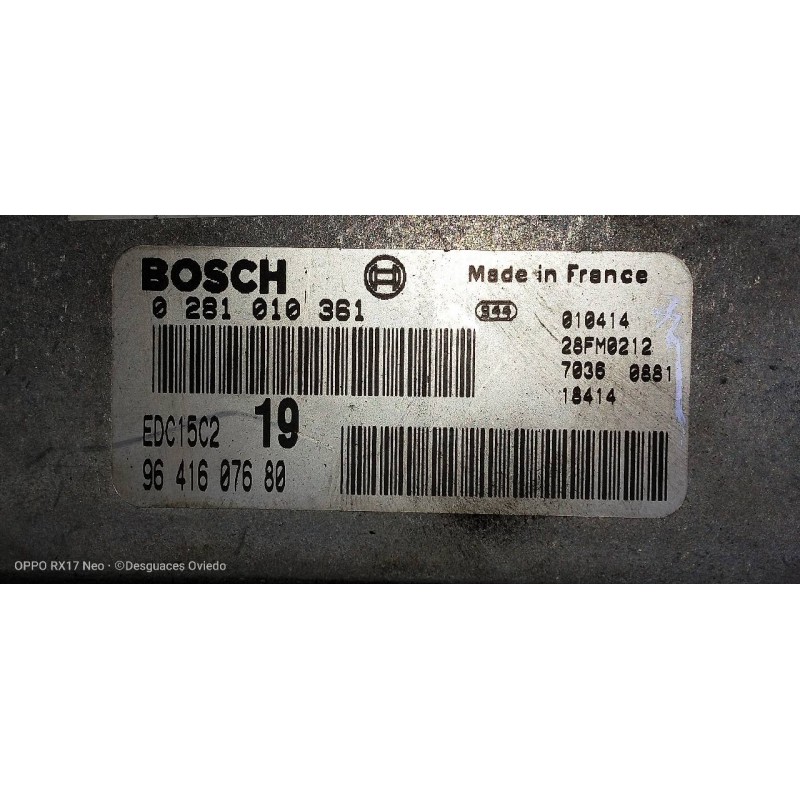 BOSCH
Made in France
0 281 010 361
944
010414
28FM0212
7036 0881
18414
EDC15C2 19
96 416 076 80
OPPO RX17 Neo · ©Desguaces Oviedo